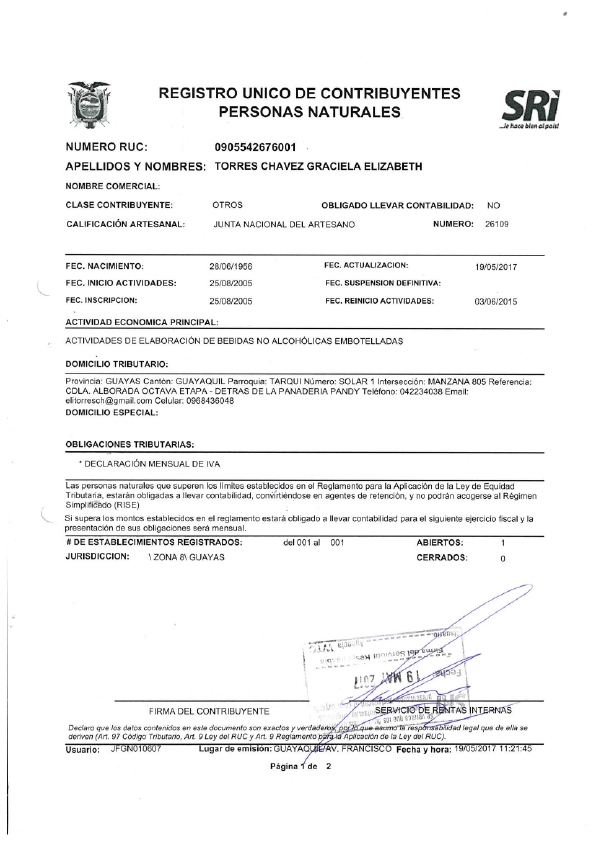 REGISTRO UNICO DE CONTRIBUYENTES
PERSONAS NATURALES
SRi
...le hace bien al país!
NUMERO RUC: 0905542676001
APELLIDOS Y NOMBRES: TORRES CHAVEZ GRACIELA ELIZABETH
NOMBRE COMERCIAL:
CLASE CONTRIBUYENTE: OTROS OBLIGADO LLEVAR CONTABILIDAD: NO
CALIFICACIÓN ARTESANAL: JUNTA NACIONAL DEL ARTESANO NUMERO: 26109
FEC. NACIMIENTO: 28/06/1956 FEC. ACTUALIZACION: 19/05/2017
FEC. INICIO ACTIVIDADES: 25/08/2005 FEC. SUSPENSION DEFINITIVA:
FEC. INSCRIPCION: 25/08/2005 FEC. REINICIO ACTIVIDADES: 03/06/2015
ACTIVIDAD ECONOMICA PRINCIPAL:
ACTIVIDADES DE ELABORACIÓN DE BEBIDAS NO ALCOHÓLICAS EMBOTELLADAS
DOMICILIO TRIBUTARIO:
Provincia: GUAYAS Cantón: GUAYAQUIL Parroquia: TARQUI Número: SOLAR 1 Intersección: MANZANA 805 Referencia:
CDLA. ALBORADA OCTAVA ETAPA - DETRAS DE LA PANADERIA PANDY Teléfono: 042234038 Email:
elitorresch@gmail.com Celular: 0968436048
DOMICILIO ESPECIAL:
OBLIGACIONES TRIBUTARIAS:
* DECLARACIÓN MENSUAL DE IVA
Las personas naturales que superen los límites establecidos en el Reglamento para la Aplicación de la Ley de Equidad
Tributaria, estarán obligadas a llevar contabilidad, convirtiéndose en agentes de retención, y no podrán acogerse al Régimen
Simplificado (RISE)
Si supera los montos establecidos en el reglamento estará obligado a llevar contabilidad para el siguiente ejercicio fiscal y la
presentación de sus obligaciones será mensual.
# DE ESTABLECIMIENTOS REGISTRADOS: del 001 al 001 ABIERTOS: 1
JURISDICCION: \ ZONA 8\ GUAYAS CERRADOS: 0
Fecha 19 MAY 2017
FIRMA DEL CONTRIBUYENTE SERVICIO DE RENTAS INTERNAS
Declaro que los datos contenidos en este documento son exactos y verdaderos, por lo que asumo la responsabilidad legal que de ella se
derivan (Art. 97 Código Tributario, Art. 9 Ley del RUC y Art. 9 Reglamento para la Aplicación de la Ley del RUC).
Usuario: JFGN010607 Lugar de emisión: GUAYAQUIL/AV. FRANCISCO Fecha y hora: 19/05/2017 11:21:45
Página 1 de 2